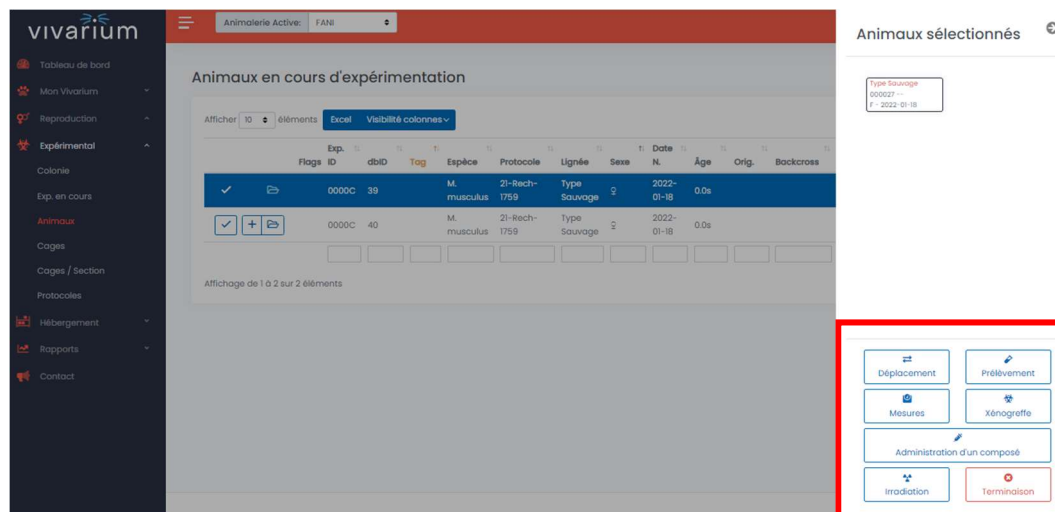 vivarium
Animalerie Active: FANI
Tableau de bord
Mon Vivarium
Reproduction
Expérimental
Colonie
Exp. en cours
Animaux
Cages
Cages / Section
Protocoles
Hébergement
Rapports
Contact
Animaux en cours d'expérimentation
Afficher 10 éléments Excel Visibilité colonnes
Flags Exp. ID dbID Tag Espèce Protocole Lignée Sexe Date N. Âge Orig. Backcross
0000C 39 M. musculus 21-Rech-1759 Type Sauvage ♀ 2022-01-18 0.0s
0000C 40 M. musculus 21-Rech-1759 Type Sauvage ♀ 2022-01-18 0.0s
Affichage de 1 à 2 sur 2 éléments
Animaux sélectionnés
Type Sauvage
000027 --
F - 2022-01-18
Déplacement
Prélèvement
Mesures
Xénogreffe
Administration d'un composé
Irradiation
Terminaison